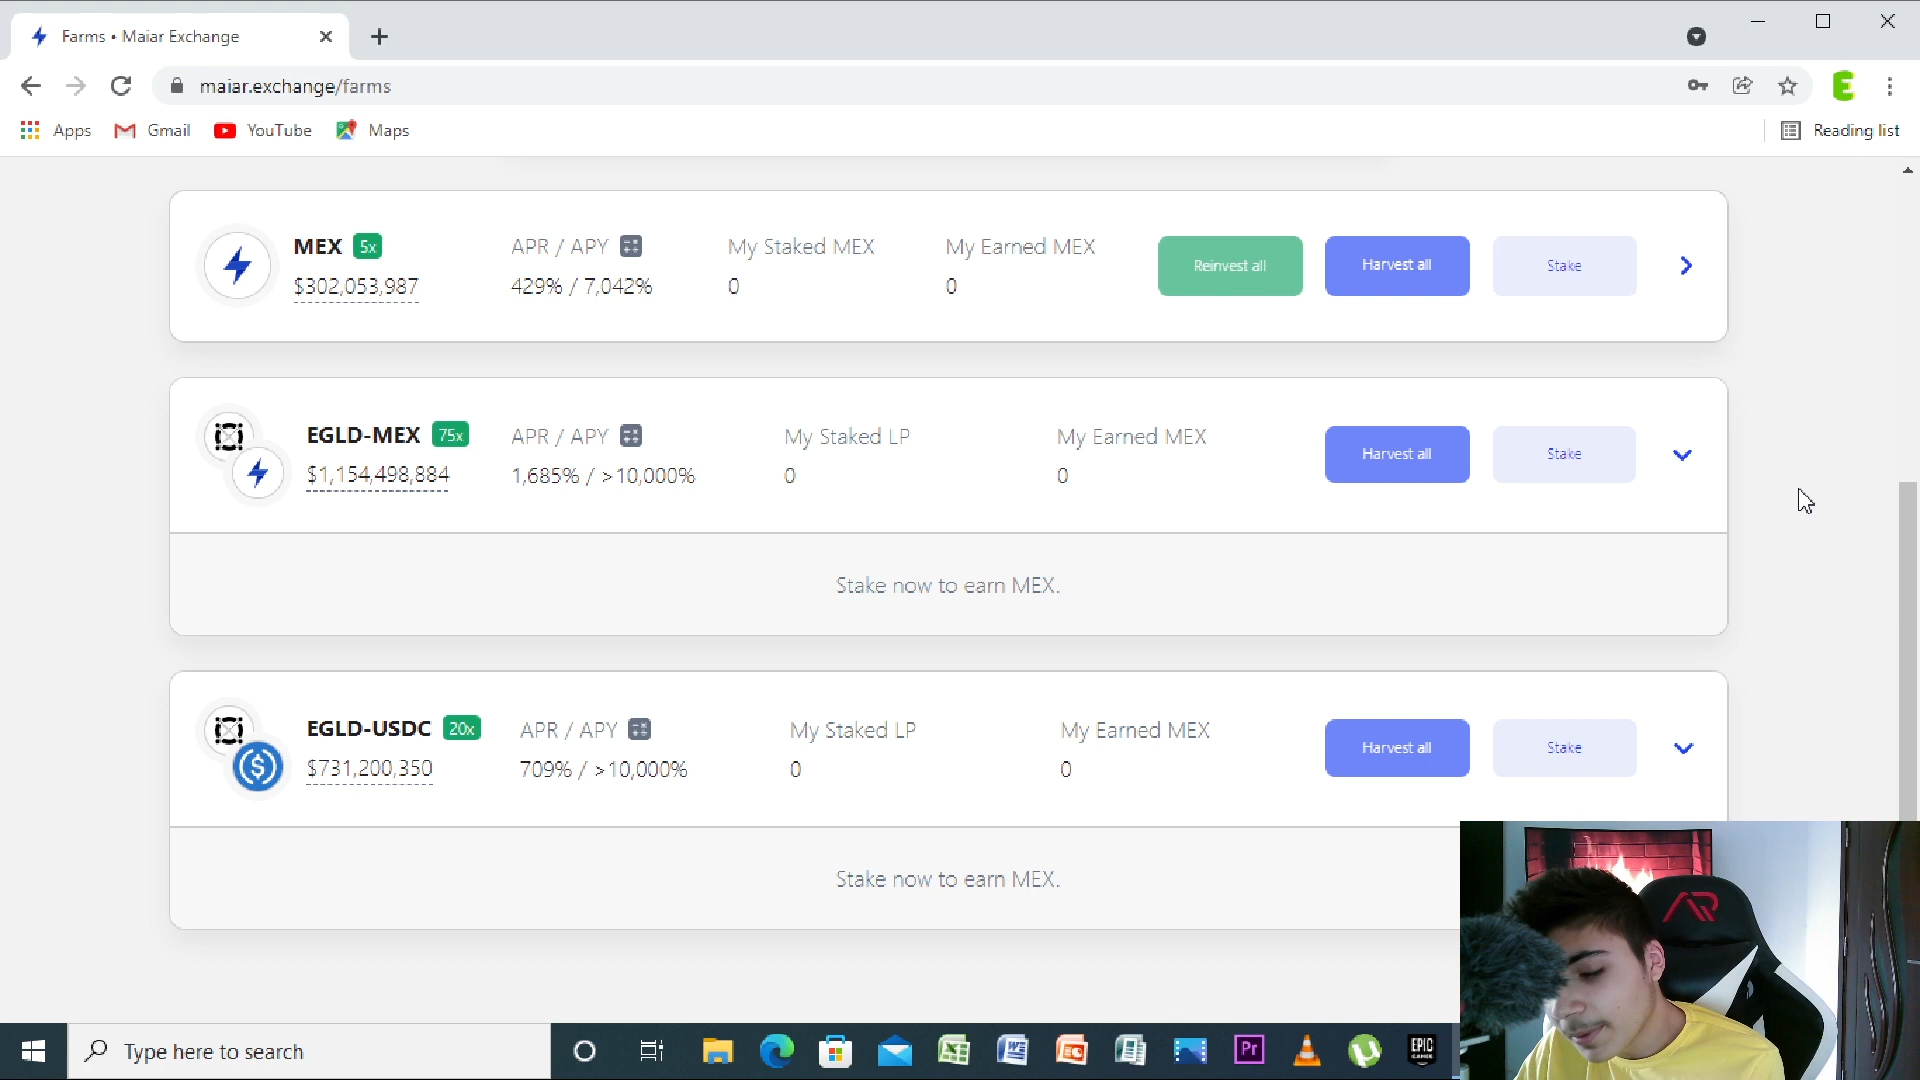 Farms • Maiar Exchange
maiar.exchange/farms
Apps Gmail YouTube Maps Reading list
MEX 5x APR / APY My Staked MEX My Earned MEX Reinvest all Harvest all Stake
$302,053,987 429% / 7,042% 0 0
EGLD-MEX 75x APR / APY My Staked LP My Earned MEX Harvest all Stake
$1,154,498,884 1,685% / >10,000% 0 0
Stake now to earn MEX.
EGLD-USDC 20x APR / APY My Staked LP My Earned MEX Harvest all Stake
$731,200,350 709% / >10,000% 0 0
Stake now to earn MEX.
Type here to search
Pr
EPIC
GAMES